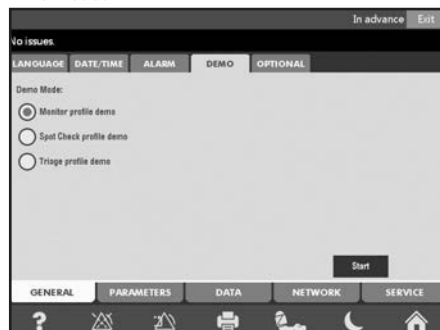 In advance Exit
No issues.
LANGUAGE DATE/TIME ALARM DEMO OPTIONAL
Demo Mode:
Monitor profile demo
Spot Check profile demo
Triage profile demo
Start
GENERAL PARAMETERS DATA NETWORK SERVICE
?